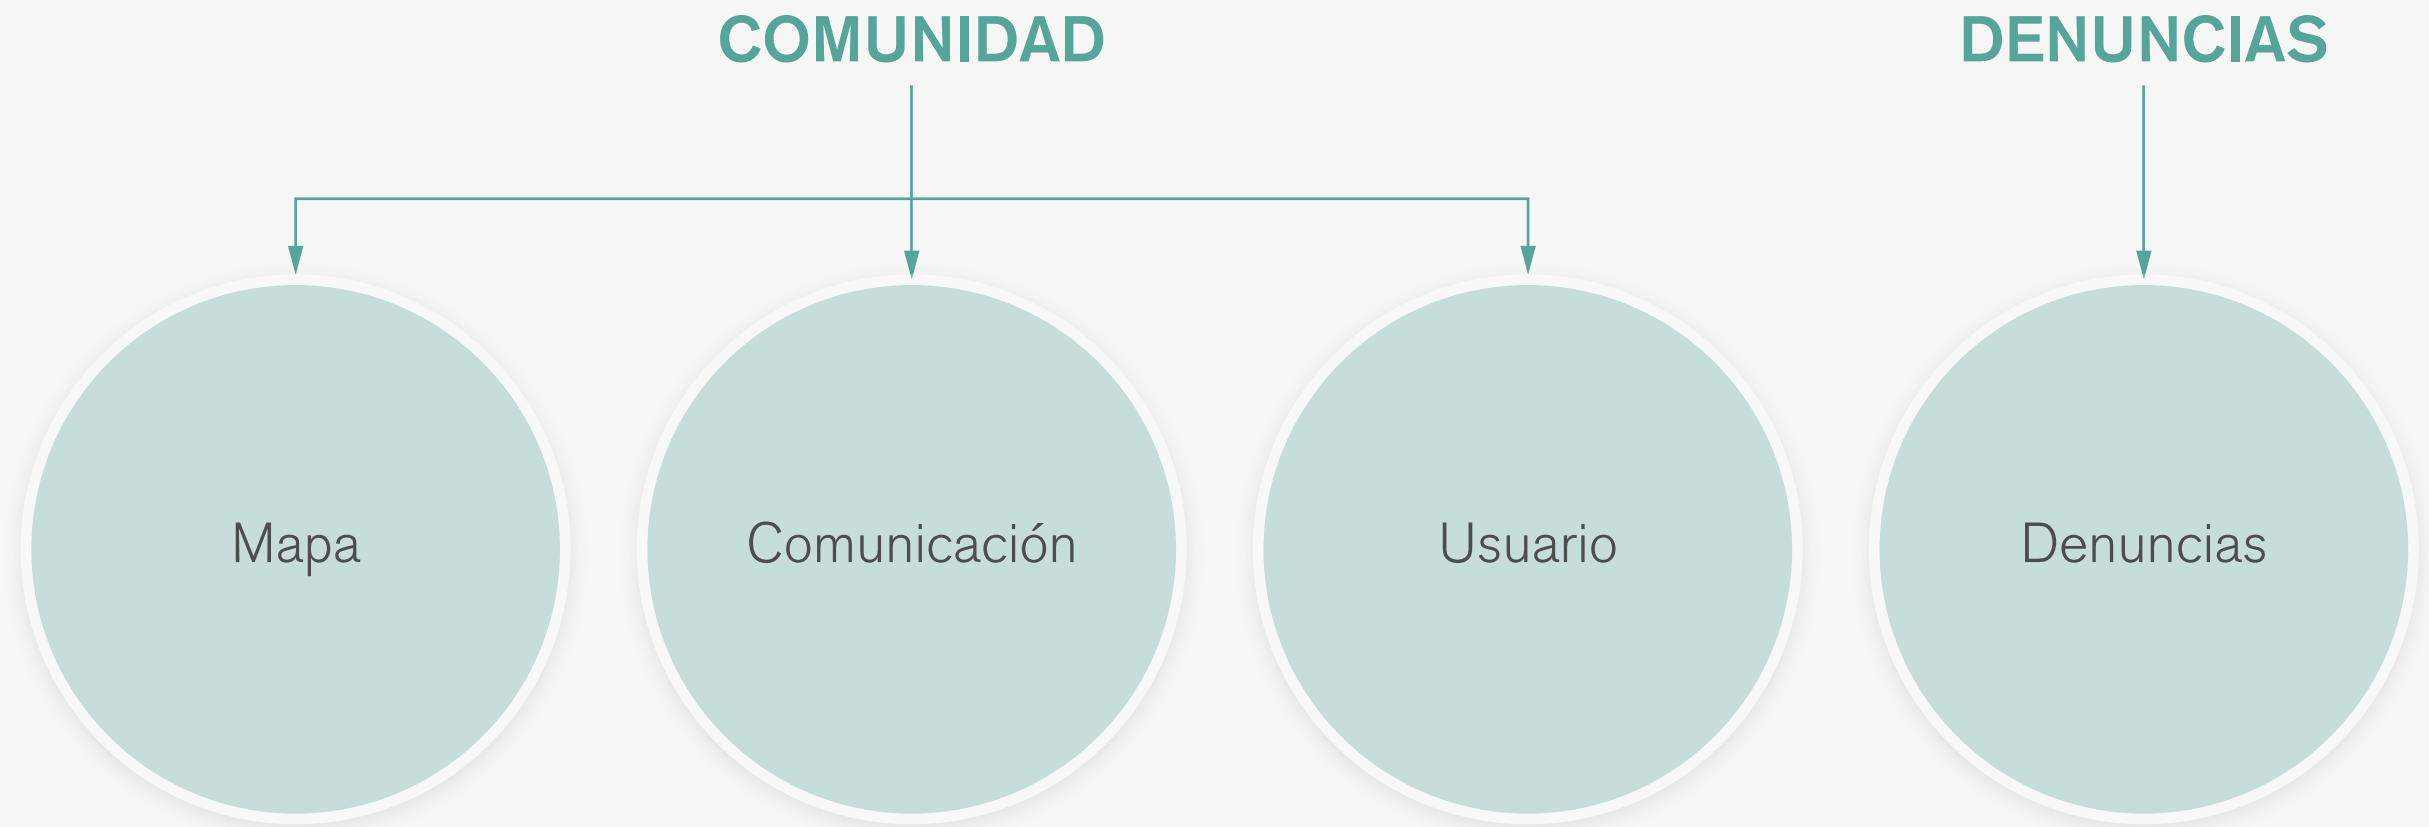 COMUNIDAD
DENUNCIAS
Mapa
Comunicación
Usuario
Denuncias